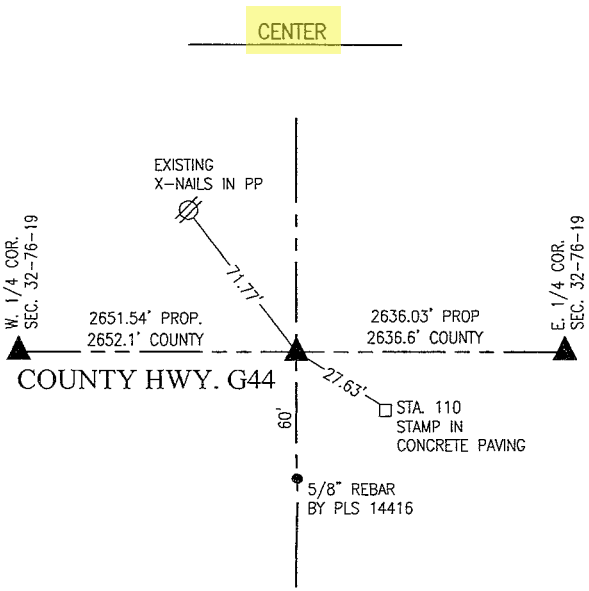 CENTER
EXISTING
X-NAILS IN PP
71.77'
W. 1/4 COR.
SEC. 32-76-19
2651.54' PROP.
2652.1' COUNTY
2636.03' PROP
2636.6' COUNTY
E. 1/4 COR.
SEC. 32-76-19
COUNTY HWY. G44
27.63'
60'
STA. 110
STAMP IN
CONCRETE PAVING
5/8" REBAR
BY PLS 14416